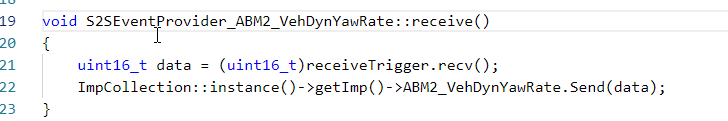 19 void S2SEventProvider_ABM2_VehDynYawRate::receive()
20 {
21 uint16_t data = (uint16_t)receiveTrigger.recv();
22 ImpCollection::instance()->getImp()->ABM2_VehDynYawRate.Send(data);
23 }